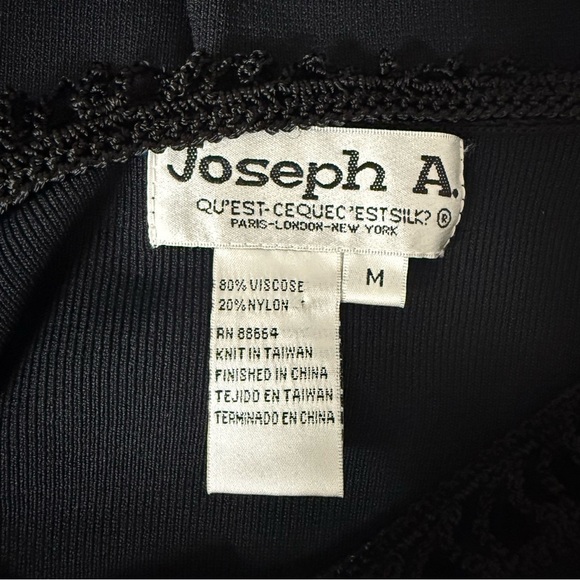 Joseph A.
QU'EST-CEQUEC'ESTSILK? ®
PARIS-LONDON-NEW YORK
M
80% VISCOSE
20% NYLON
RN 88664
KNIT IN TAIWAN
FINISHED IN CHINA
TEJIDO EN TAIWAN
TERMINADO EN CHINA